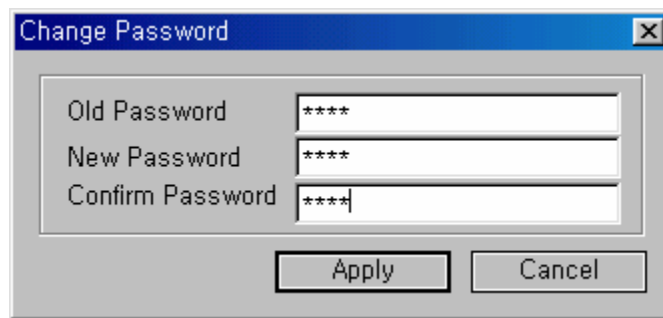 Change Password
Old Password ****
New Password ****
Confirm Password ****
Apply Cancel